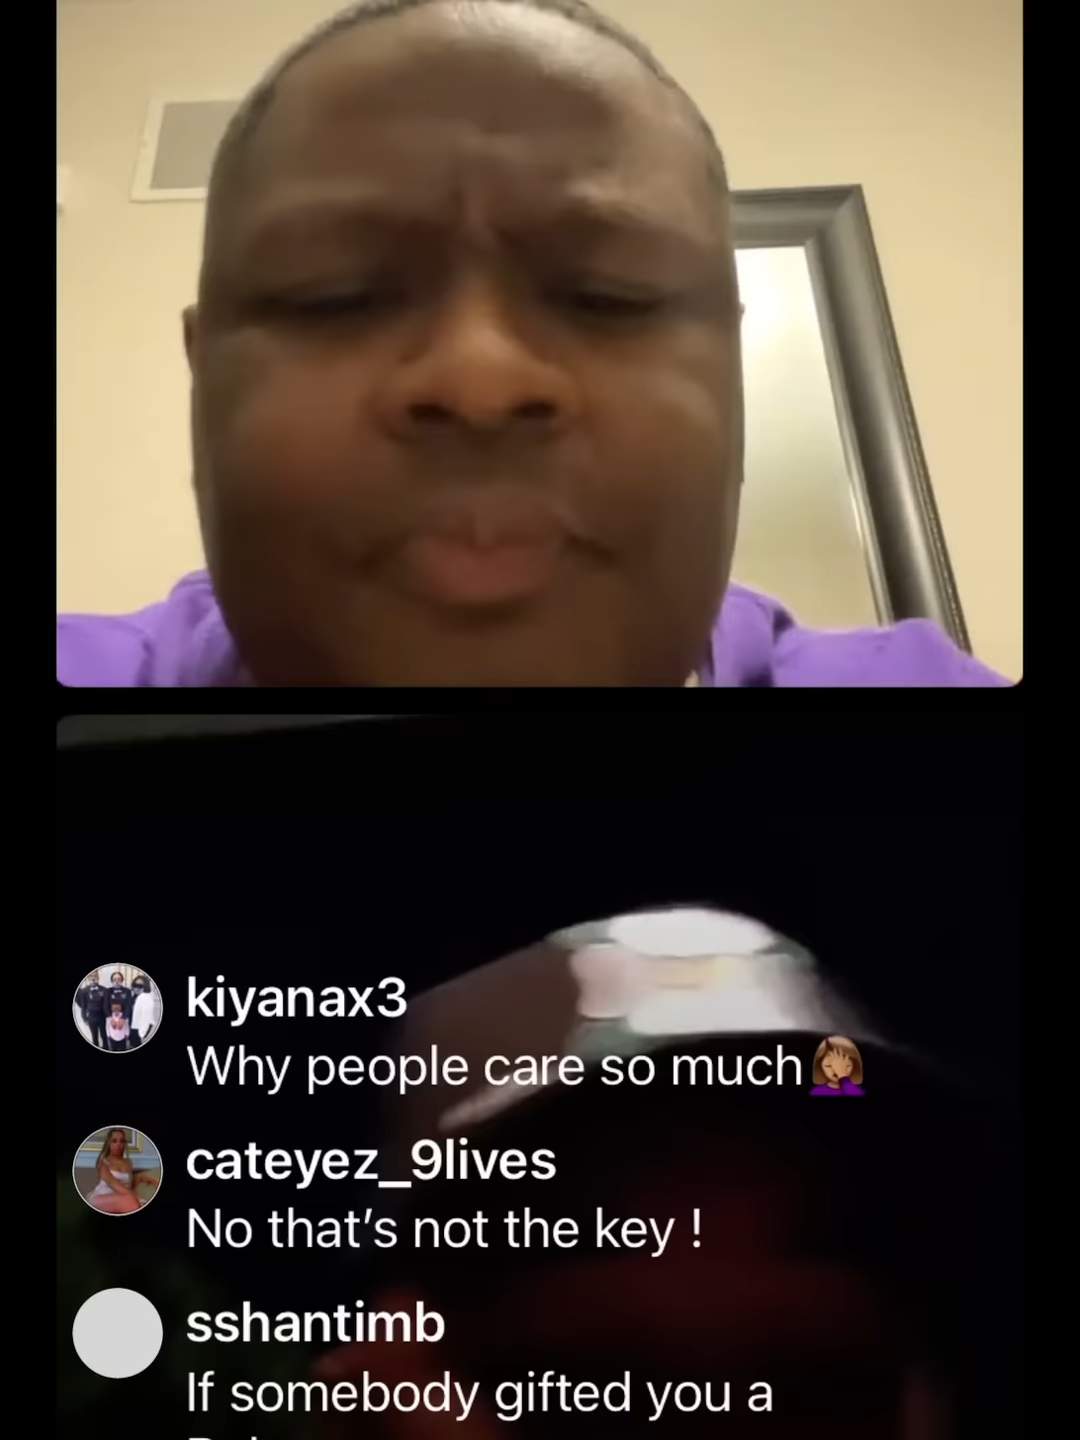 kiyanax3
Why people care so much🤦🏽‍♀️
cateyez_9lives
No that’s not the key !
sshantimb
If somebody gifted you a